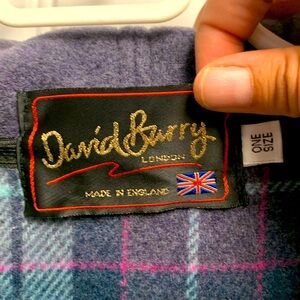 David Barry
LONDON
MADE IN ENGLAND
ONE
SIZE